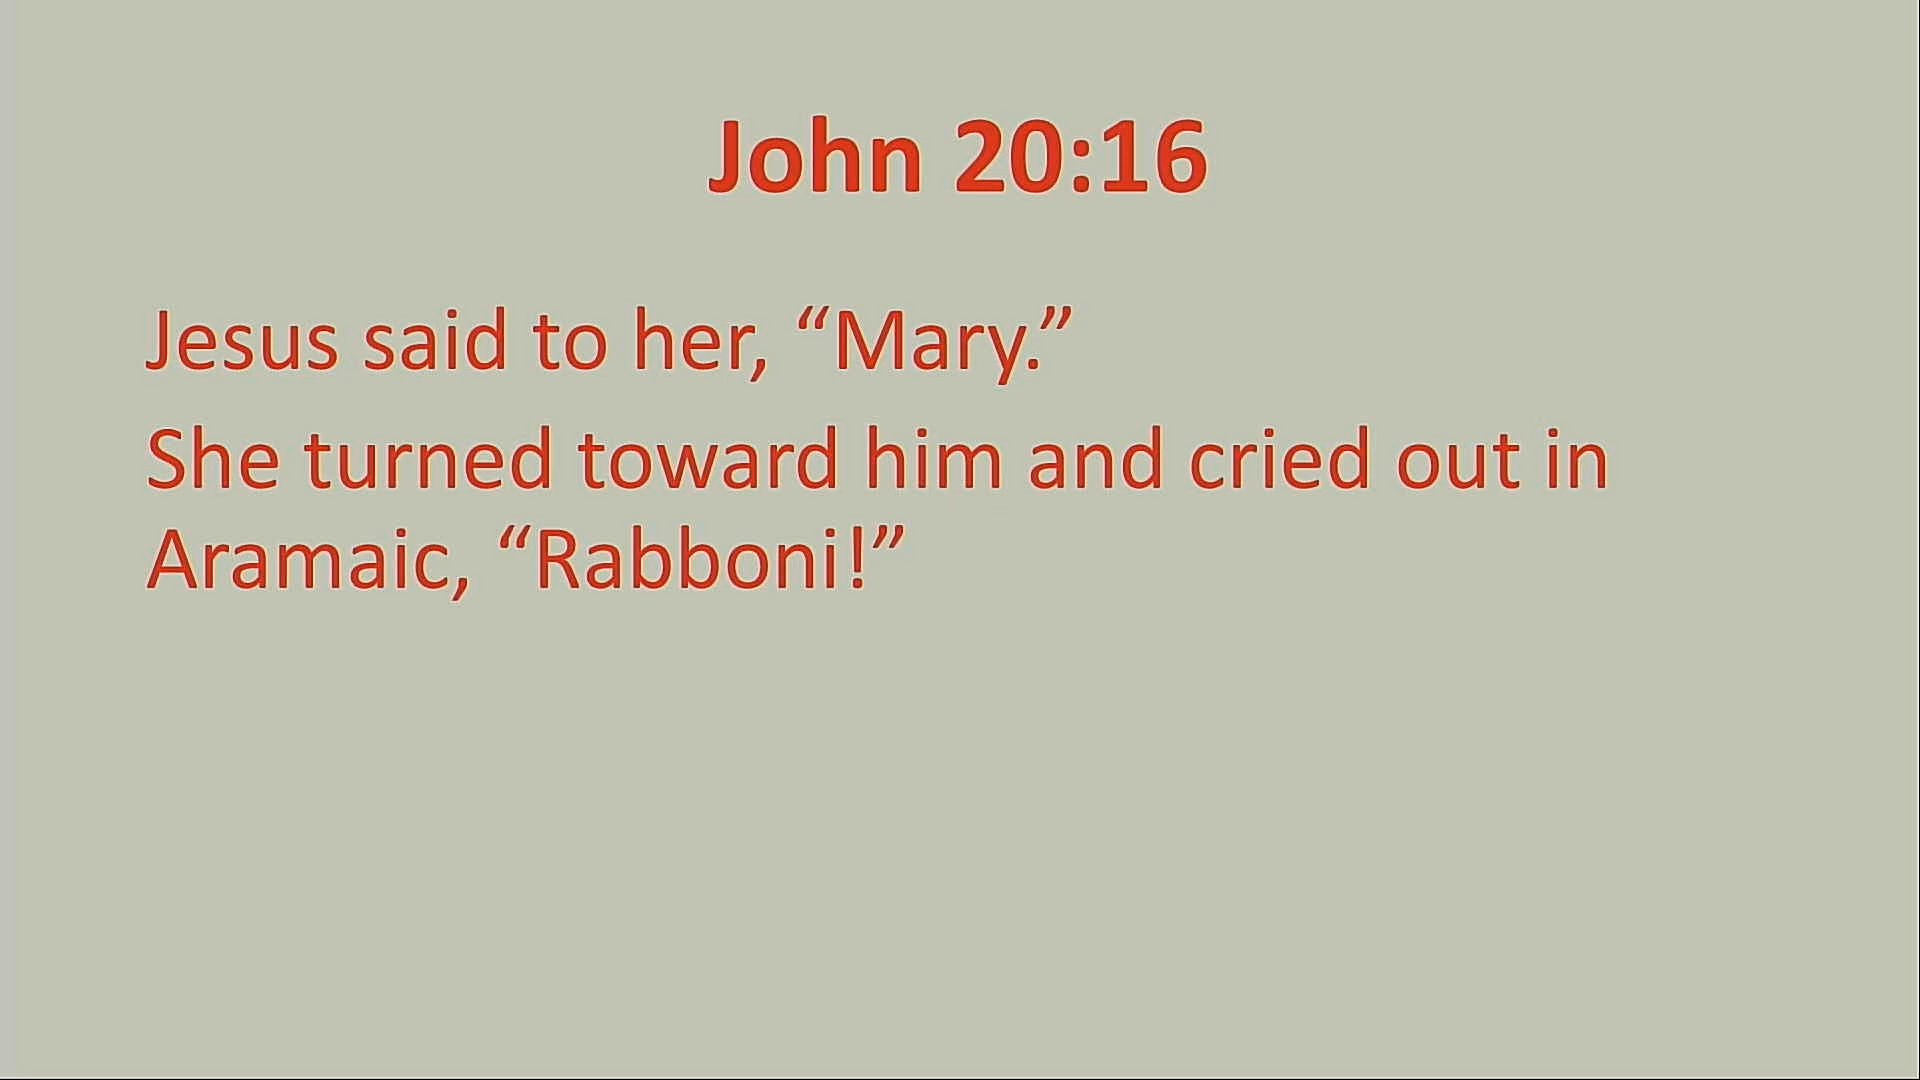 John 20:16
Jesus said to her, “Mary.”
She turned toward him and cried out in
Aramaic, “Rabboni!”